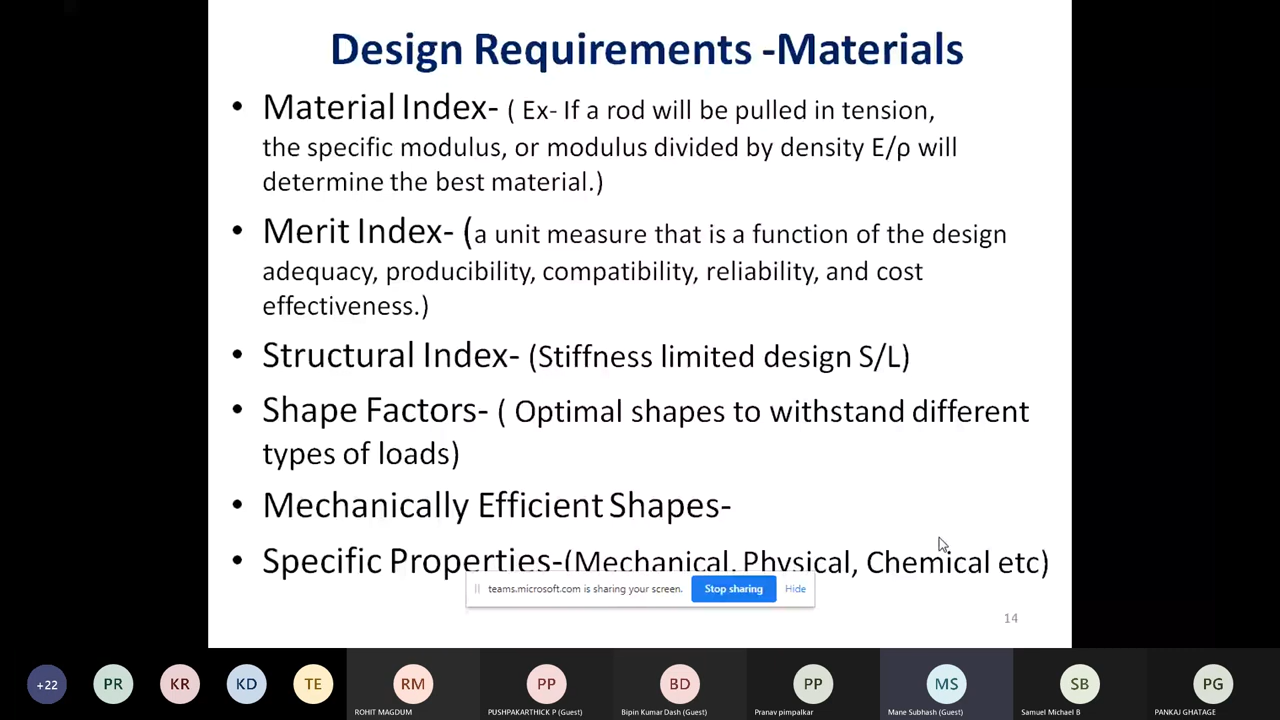 Design Requirements -Materials
• Material Index- ( Ex- If a rod will be pulled in tension,
the specific modulus, or modulus divided by density E/ρ will
determine the best material.)
• Merit Index- (a unit measure that is a function of the design
adequacy, producibility, compatibility, reliability, and cost
effectiveness.)
• Structural Index- (Stiffness limited design S/L)
• Shape Factors- ( Optimal shapes to withstand different
types of loads)
• Mechanically Efficient Shapes-
• Specific Properties-(Mechanical, Physical, Chemical etc)
teams.microsoft.com is sharing your screen. Stop sharing Hide
14
+22 PR KR KD TE RM PP BD PP MS SB PG
ROHIT MAGDUM PUSHPAKARTHICK P (Guest) Bipin Kumar Dash (Guest) Pranav pimpalkar Mane Subhash (Guest) Samuel Michael B PANKAJ GHATAGE